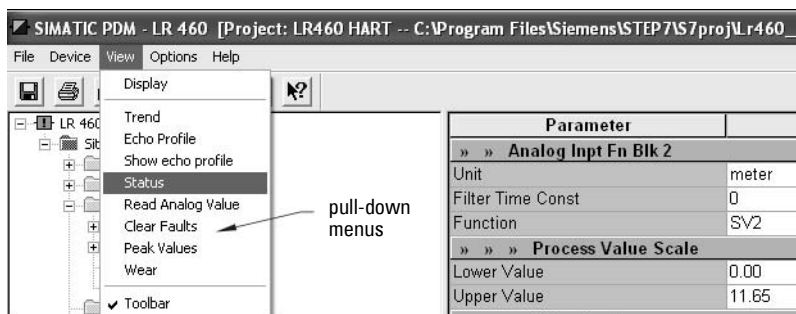 SIMATIC PDM - LR 460 [Project: LR460 HART -- C:\Program Files\Siemens\STEP7\S7proj\Lr460_
File Device View Options Help
Display
Trend
Echo Profile
Show echo profile
Status
Read Analog Value
Clear Faults
Peak Values
Wear
✓ Toolbar
LR 460
Sit
pull-down
menus
Parameter
» » Analog Inpt Fn Blk 2
Unit meter
Filter Time Const 0
Function SV2
» » » Process Value Scale
Lower Value 0.00
Upper Value 11.65